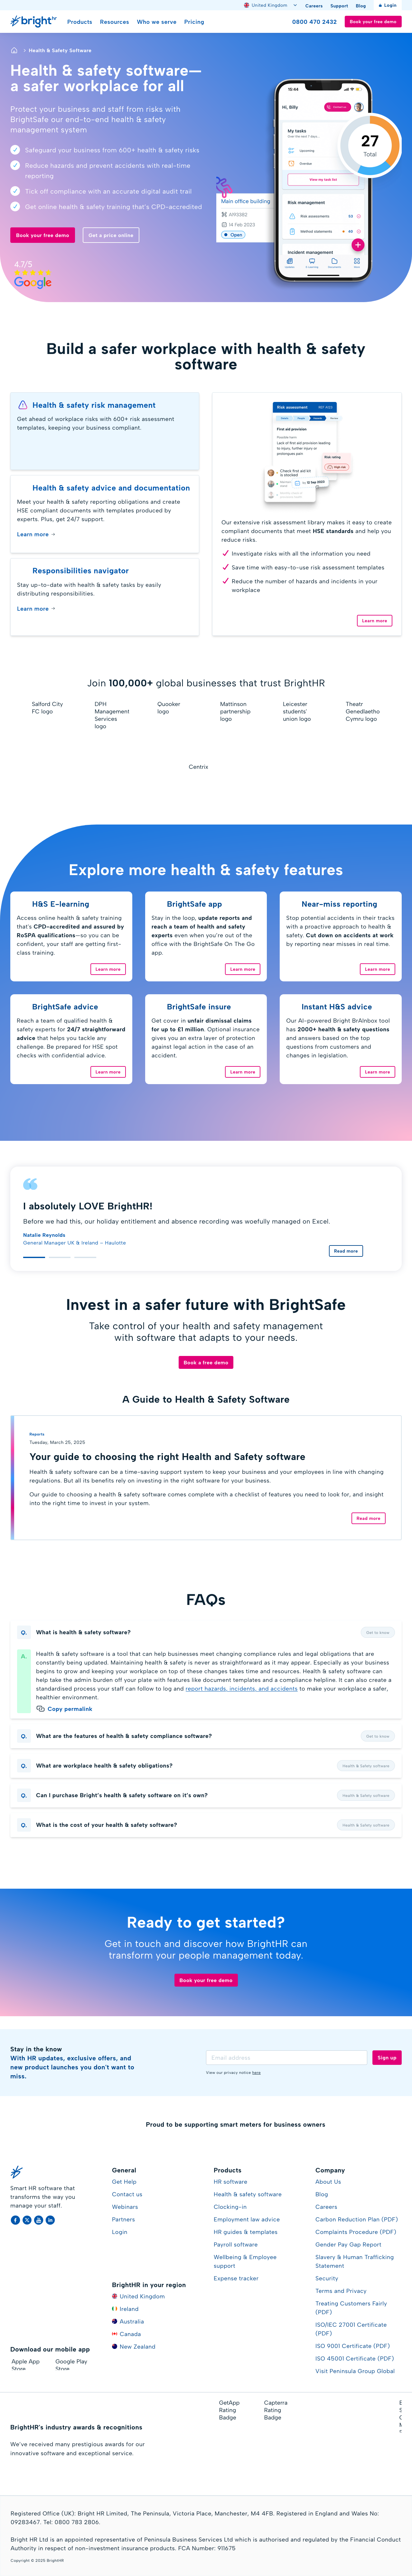 United Kingdom
Careers
Support
Blog
Login
bright hr
Products
Resources
Who we serve
Pricing
0800 470 2432
Book your free demo
Health & Safety Software
Health & safety software—
a safer workplace for all
Protect your business and staff from risks with
BrightSafe our end-to-end health & safety
management system
Safeguard your business from 600+ health & safety risks
Reduce hazards and prevent accidents with real-time
reporting
Tick off compliance with an accurate digital audit trail
Get online health & safety training that's CPD-accredited
Book your free demo
Get a price online
4.7/5
Google
Hi, Billy
My tasks
Upcoming
Overdue
View my task list
27
Total
Main office building
14 Feb 2023
Open
Risk management
Risk assessments
Method statements
Incident management
Build a safer workplace with health & safety
software
Health & safety risk management
Get ahead of workplace risks with 600+ risk assessment
templates, keeping your business compliant.
Health & safety advice and documentation
Meet your health & safety reporting obligations and create
HSE compliant documents with templates produced by
experts. Plus, get 24/7 support.
Learn more →
Responsibilities navigator
Stay up-to-date with health & safety tasks by easily
distributing responsibilities.
Learn more →
Risk assessment
First aid provision
Risk rating
Our extensive risk assessment library makes it easy to create
compliant documents that meet HSE standards and help you
reduce risks.
Investigate risks with all the information you need
Save time with easy-to-use risk assessment templates
Reduce the number of hazards and incidents in your
workplace
Learn more
Join 100,000+ global businesses that trust BrightHR
Salford City
FC logo
DPH
Management
Services
logo
Quooker
logo
Mattinson
partnership
logo
Leicester
students'
union logo
Theatr
Genedlaetho
Cymru logo
Centrix
Explore more health & safety features
H&S E-learning
Access online health & safety training
that's CPD-accredited and assured by
RoSPA qualifications—so you can be
confident, your staff are getting first-
class training.
Learn more
BrightSafe app
Stay in the loop, update reports and
reach a team of health and safety
experts even when you're out of the
office with the BrightSafe On The Go
app.
Learn more
Near-miss reporting
Stop potential accidents in their tracks
with a proactive approach to health &
safety. Cut down on accidents at work
by reporting near misses in real time.
Learn more
BrightSafe advice
Reach a team of qualified health &
safety experts for 24/7 straightforward
advice that helps you tackle any
challenge. Be prepared for HSE spot
checks with confidential advice.
Learn more
BrightSafe insure
Get cover in unfair dismissal claims
for up to £1 million. Optional insurance
gives you an extra layer of protection
against legal action in the case of an
accident.
Learn more
Instant H&S advice
Our AI-powered Bright BrAInbox tool
has 2000+ health & safety questions
and answers based on the top
questions from customers and
changes in legislation.
Learn more
I absolutely LOVE BrightHR!
Before we had this, our holiday entitlement and absence recording was woefully managed on Excel.
Natalie Reynolds
General Manager UK & Ireland – Haulotte
Read more
Invest in a safer future with BrightSafe
Take control of your health and safety management
with software that adapts to your needs.
Book a free demo
A Guide to Health & Safety Software
Reports
Tuesday, March 25, 2025
Your guide to choosing the right Health and Safety software
Health & safety software can be a time-saving support system to keep your business and your employees in line with changing
regulations. But all its benefits rely on investing in the right software for your business.
Our guide to choosing a health & safety software comes complete with a checklist of features you need to look for, and insight
into the right time to invest in your system.
Read more
FAQs
Q. What is health & safety software?
Get to know
A. Health & safety software is a tool that can help businesses meet changing compliance rules and legal obligations that are
constantly being updated. Maintaining health & safety is never as straightforward as it may appear. Especially as your business
begins to grow and keeping your workplace on top of these changes takes time and resources. Health & safety software can
help take the admin burden off of your plate with features like document templates and a compliance helpline. It can also create a
standardised process your staff can follow to log and report hazards, incidents, and accidents to make your workplace a safer,
healthier environment.
Copy permalink
Q. What are the features of health & safety compliance software?
Get to know
Q. What are workplace health & safety obligations?
Health & Safety software
Q. Can I purchase Bright's health & safety software on it's own?
Health & Safety software
Q. What is the cost of your health & safety software?
Health & Safety software
Ready to get started?
Get in touch and discover how BrightHR can
transform your people management today.
Book your free demo
Stay in the know
With HR updates, exclusive offers, and
new product launches you don't want to
miss.
Email address
Sign up
View our privacy notice here
Proud to be supporting smart meters for business owners
Smart HR software that
transforms the way you
manage your staff.
General
Get Help
Contact us
Webinars
Partners
Login
BrightHR in your region
United Kingdom
Ireland
Australia
Canada
New Zealand
Products
HR software
Health & safety software
Clocking-in
Employment law advice
HR guides & templates
Payroll software
Wellbeing & Employee
support
Expense tracker
Company
About Us
Blog
Careers
Carbon Reduction Plan (PDF)
Complaints Procedure (PDF)
Gender Pay Gap Report
Slavery & Human Trafficking
Statement
Security
Terms and Privacy
Treating Customers Fairly
(PDF)
ISO/IEC 27001 Certificate
(PDF)
ISO 9001 Certificate (PDF)
ISO 45001 Certificate (PDF)
Visit Peninsula Group Global
Download our mobile app
Apple App
Store
Google Play
Store
BrightHR's industry awards & recognitions
We've received many prestigious awards for our
innovative software and exceptional service.
GetApp
Rating
Badge
Capterra
Rating
Badge
Registered Office (UK): Bright HR Limited, The Peninsula, Victoria Place, Manchester, M4 4FB. Registered in England and Wales No:
09283467. Tel: 0800 783 2806.
Bright HR Ltd is an appointed representative of Peninsula Business Services Ltd which is authorised and regulated by the Financial Conduct
Authority in respect of non-investment insurance products. FCA Number: 911675
Copyright © 2025 BrightHR